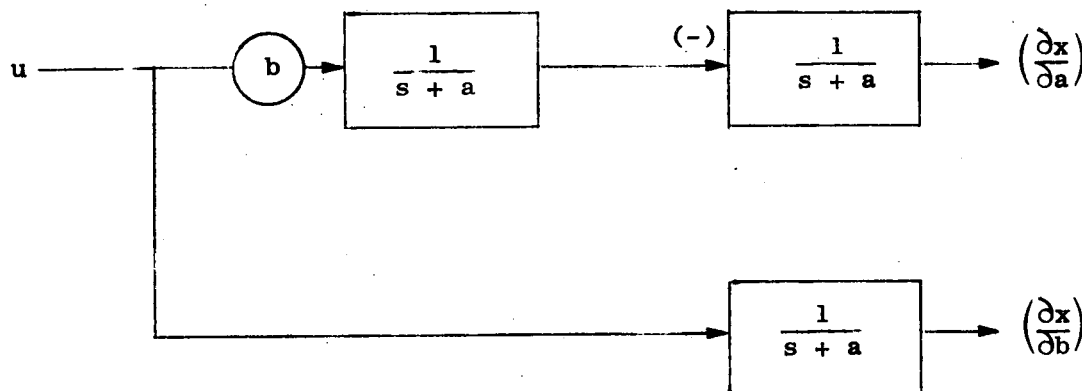 u
b
1
s + a
(-)
1
s + a
(∂x
∂a)
1
s + a
(∂x
∂b)